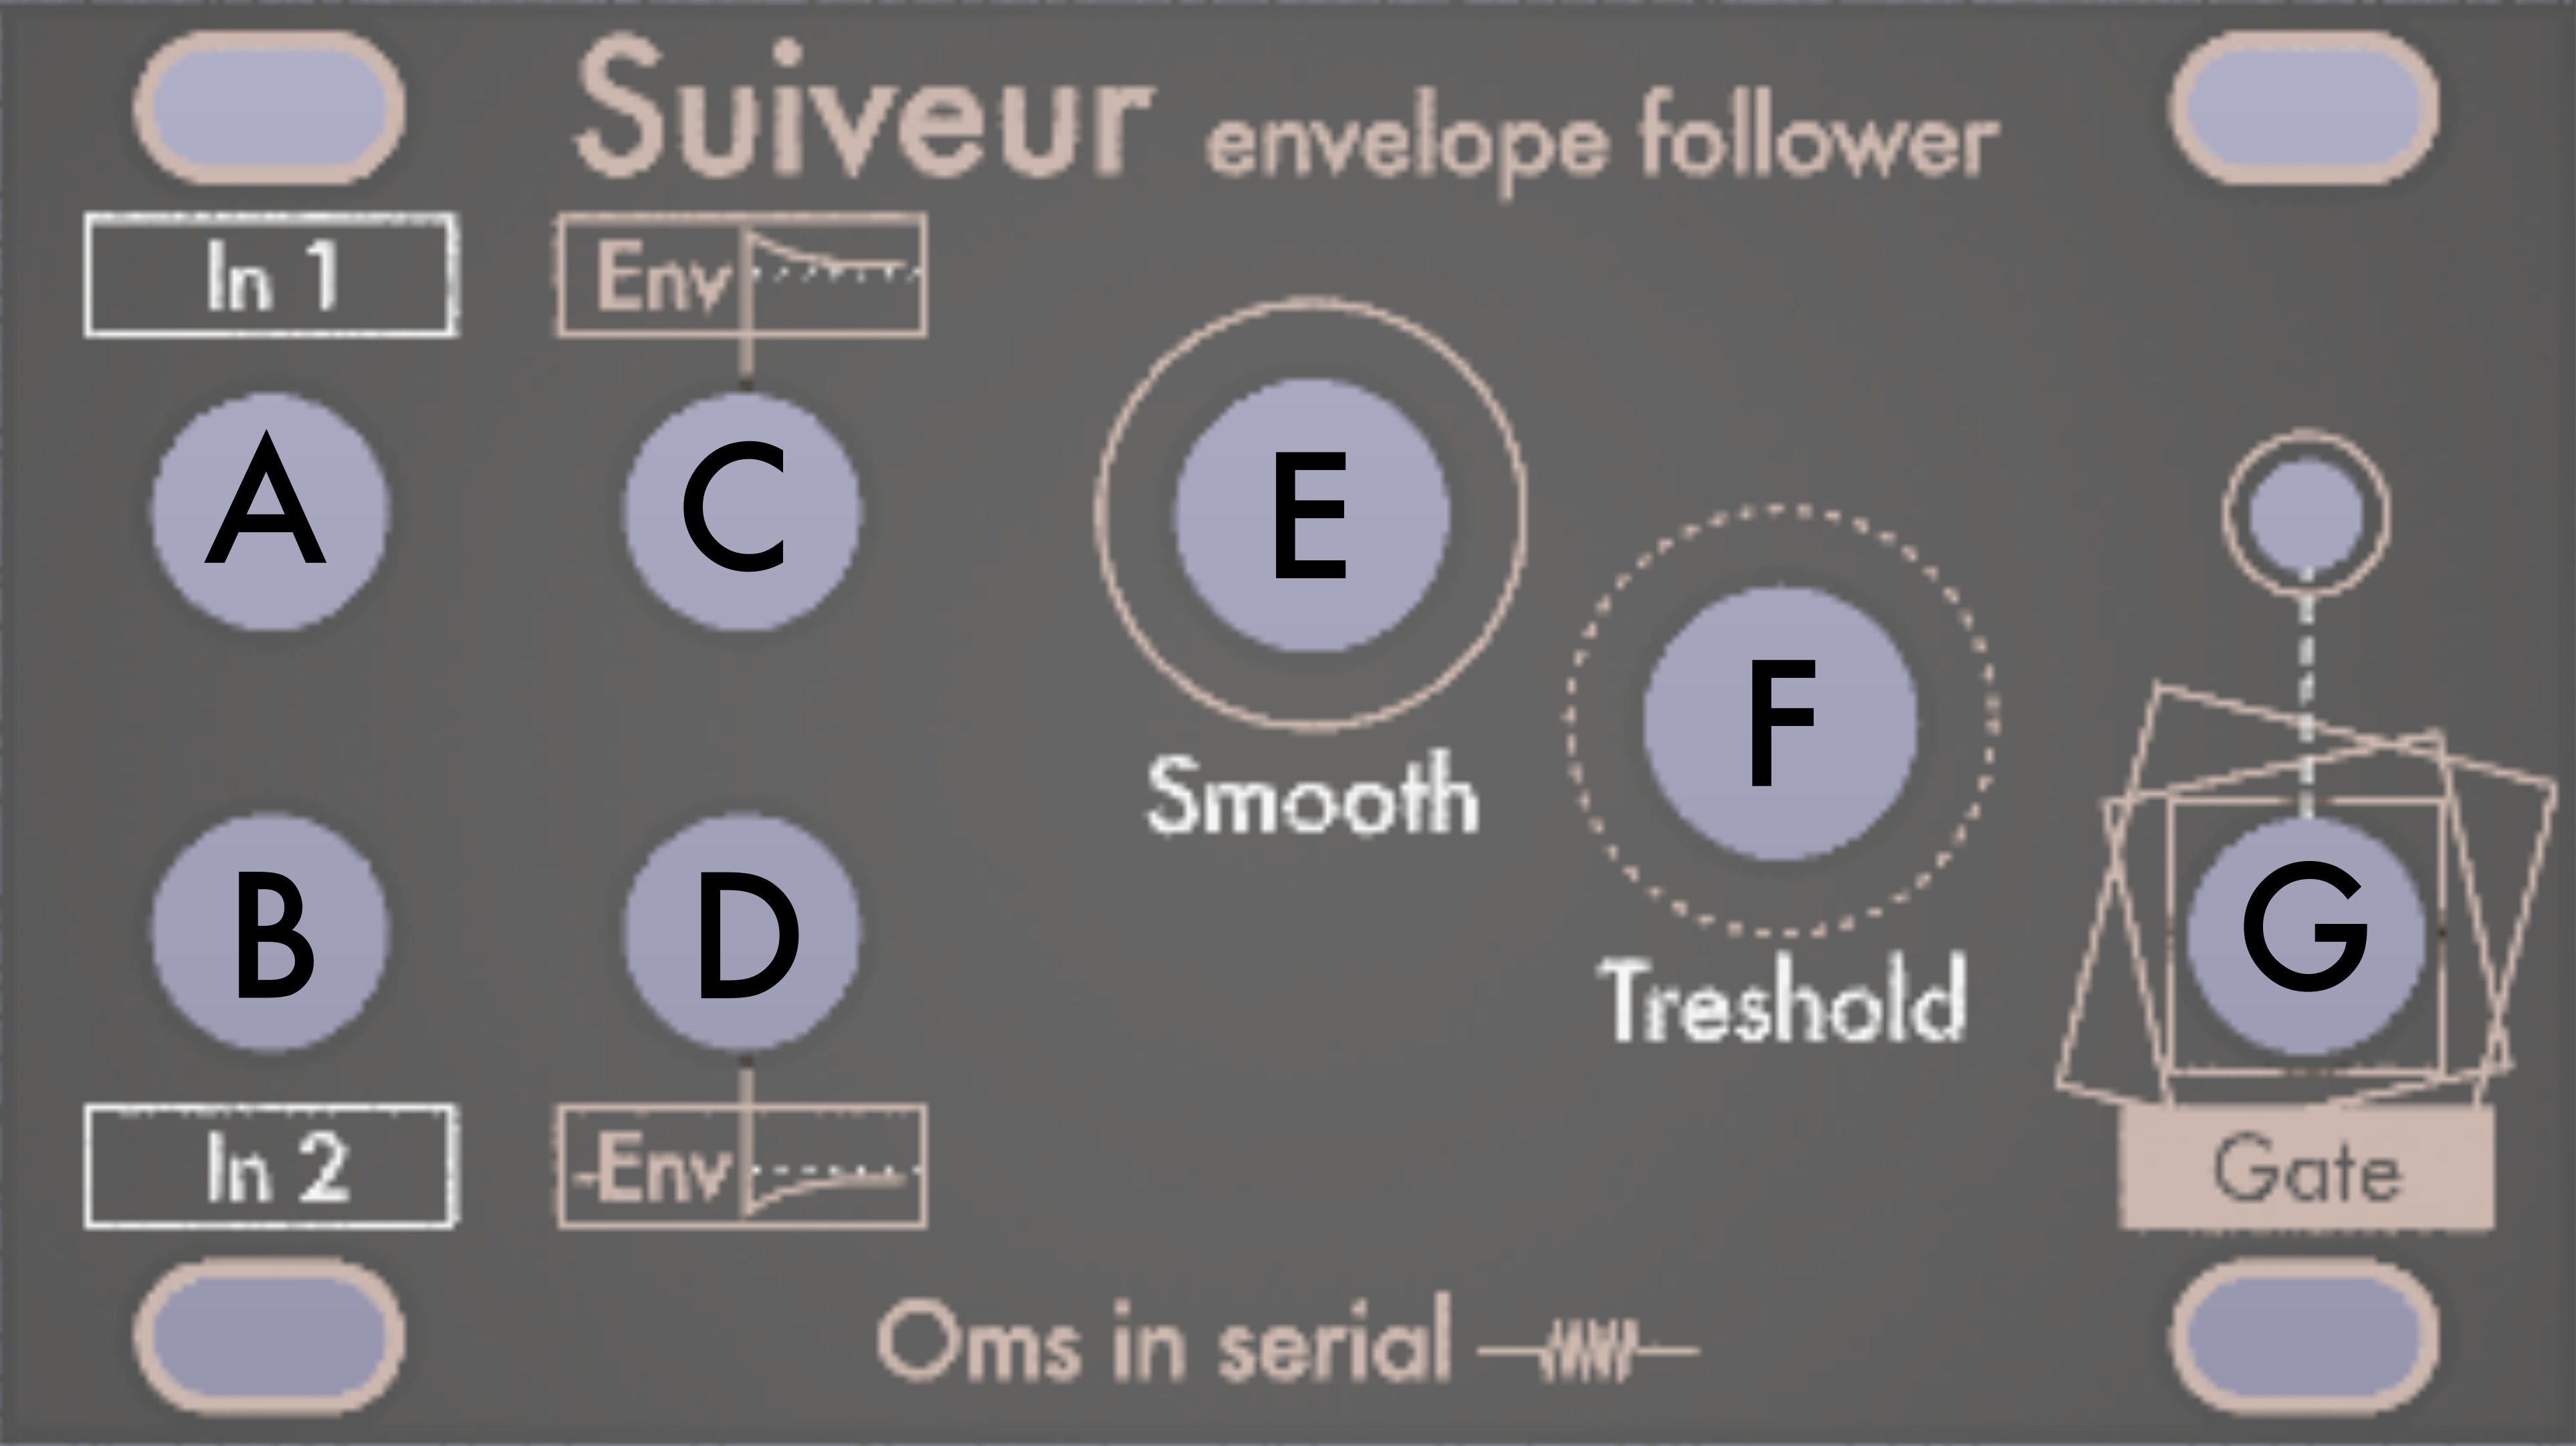 Suiveur envelope follower
In 1
Env
A
C
E
F
Smooth
B
D
G
Treshold
In 2
-Env
Gate
Oms in serial